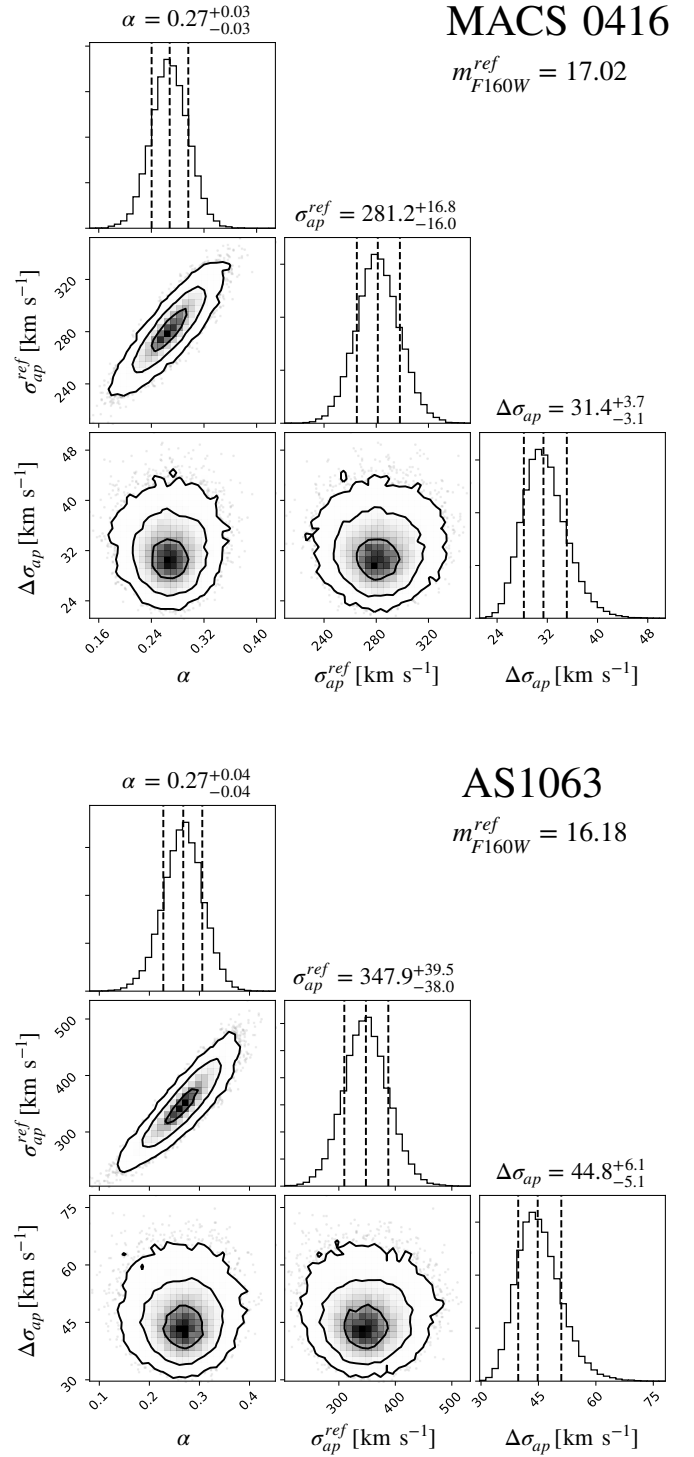 α = 0.27 +0.03 −0.03
MACS 0416
m^{ref}_{F160W} = 17.02
σ^{ref}_{ap} = 281.2 +16.8 −16.0
σ^{ref}_{ap} [km s⁻¹]
320
280
240
Δσ_{ap} = 31.4 +3.7 −3.1
Δσ_{ap} [km s⁻¹]
48
40
32
24
0.16 0.24 0.32 0.40
240 280 320
24 32 40 48
α
σ^{ref}_{ap} [km s⁻¹]
Δσ_{ap} [km s⁻¹]
α = 0.27 +0.04 −0.04
AS1063
m^{ref}_{F160W} = 16.18
σ^{ref}_{ap} = 347.9 +39.5 −38.0
σ^{ref}_{ap} [km s⁻¹]
500
400
300
Δσ_{ap} = 44.8 +6.1 −5.1
Δσ_{ap} [km s⁻¹]
75
60
45
30
0.1 0.2 0.3 0.4
300 400 500
30 45 60 75
α
σ^{ref}_{ap} [km s⁻¹]
Δσ_{ap} [km s⁻¹]